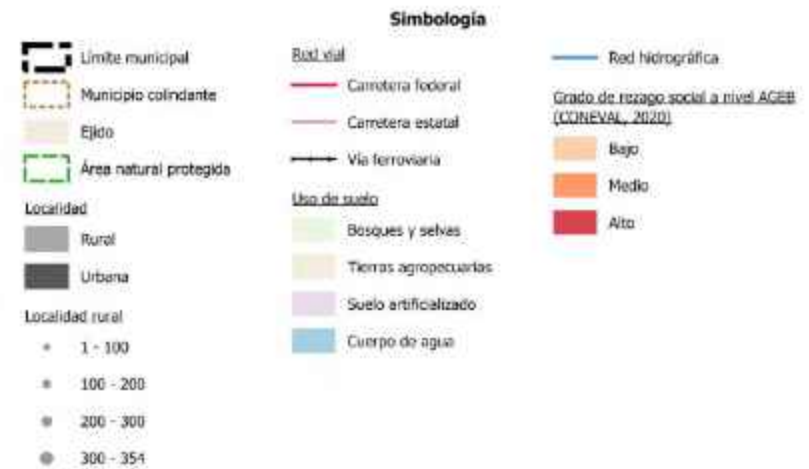 Simbología
Límite municipal
Municipio colindante
Ejido
Área natural protegida
Localidad
Rural
Urbana
Localidad rural
1 - 100
100 - 200
200 - 300
300 - 354
Red vial
Carretera federal
Carretera estatal
Vía ferroviaria
Uso de suelo
Bosques y selvas
Tierras agropecuarias
Suelo artificializado
Cuerpo de agua
Red hidrográfica
Grado de rezago social a nivel AGEB
(CONEVAL, 2020)
Bajo
Medio
Alto